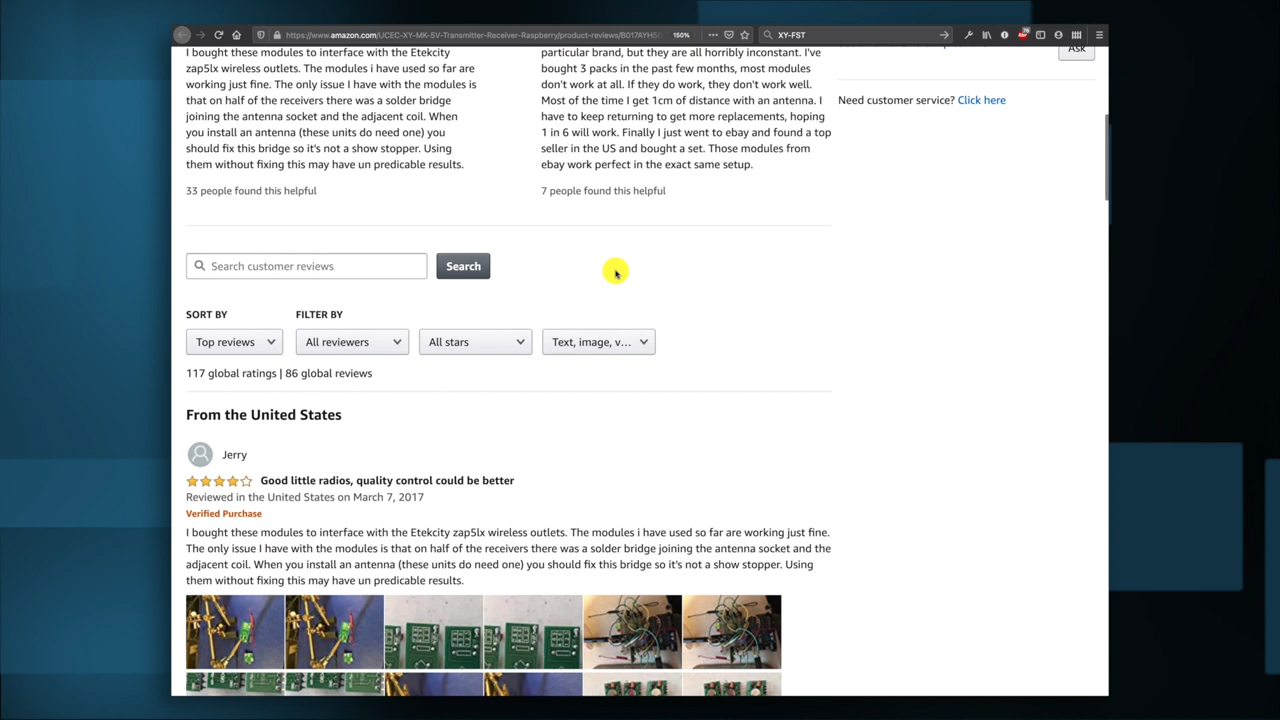 https://www.amazon.com/UCEC-XY-MK-5V-Transmitter-Receiver-Raspberry/product-reviews/B017AYH5G
150%
XY-FST
I bought these modules to interface with the Etekcity
zap5lx wireless outlets. The modules i have used so far are
working just fine. The only issue I have with the modules is
that on half of the receivers there was a solder bridge
joining the antenna socket and the adjacent coil. When
you install an antenna (these units do need one) you
should fix this bridge so it's not a show stopper. Using
them without fixing this may have un predicable results.
33 people found this helpful
particular brand, but they are all horribly inconstant. I've
bought 3 packs in the past few months, most modules
don't work at all. If they do work, they don't work well.
Most of the time I get 1cm of distance with an antenna. I
have to keep returning to get more replacements, hoping
1 in 6 will work. Finally I just went to ebay and found a top
seller in the US and bought a set. Those modules from
ebay work perfect in the exact same setup.
7 people found this helpful
Ask
Need customer service? Click here
Search customer reviews
Search
SORT BY
FILTER BY
Top reviews
All reviewers
All stars
Text, image, v...
117 global ratings | 86 global reviews
From the United States
Jerry
Good little radios, quality control could be better
Reviewed in the United States on March 7, 2017
Verified Purchase
I bought these modules to interface with the Etekcity zap5lx wireless outlets. The modules i have used so far are working just fine.
The only issue I have with the modules is that on half of the receivers there was a solder bridge joining the antenna socket and the
adjacent coil. When you install an antenna (these units do need one) you should fix this bridge so it's not a show stopper. Using
them without fixing this may have un predicable results.